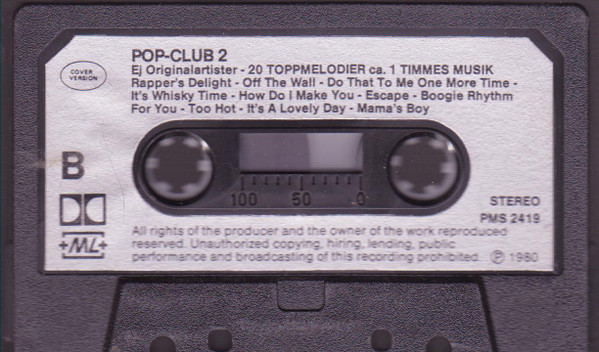 POP-CLUB 2
COVER
VERSION
Ej Originalartister - 20 TOPPMELODIER ca. 1 TIMMES MUSIK
Rapper's Delight - Off The Wall - Do That To Me One More Time -
It's Whisky Time - How Do I Make You - Escape - Boogie Rhythm
For You - Too Hot - It's A Lovely Day - Mama's Boy
B
100 50 0
STEREO
PMS 2419
+ML+
All rights of the producer and the owner of the work reproduced
reserved. Unauthorized copying, hiring, lending, public
performance and broadcasting of this recording prohibited. Ⓟ 1980